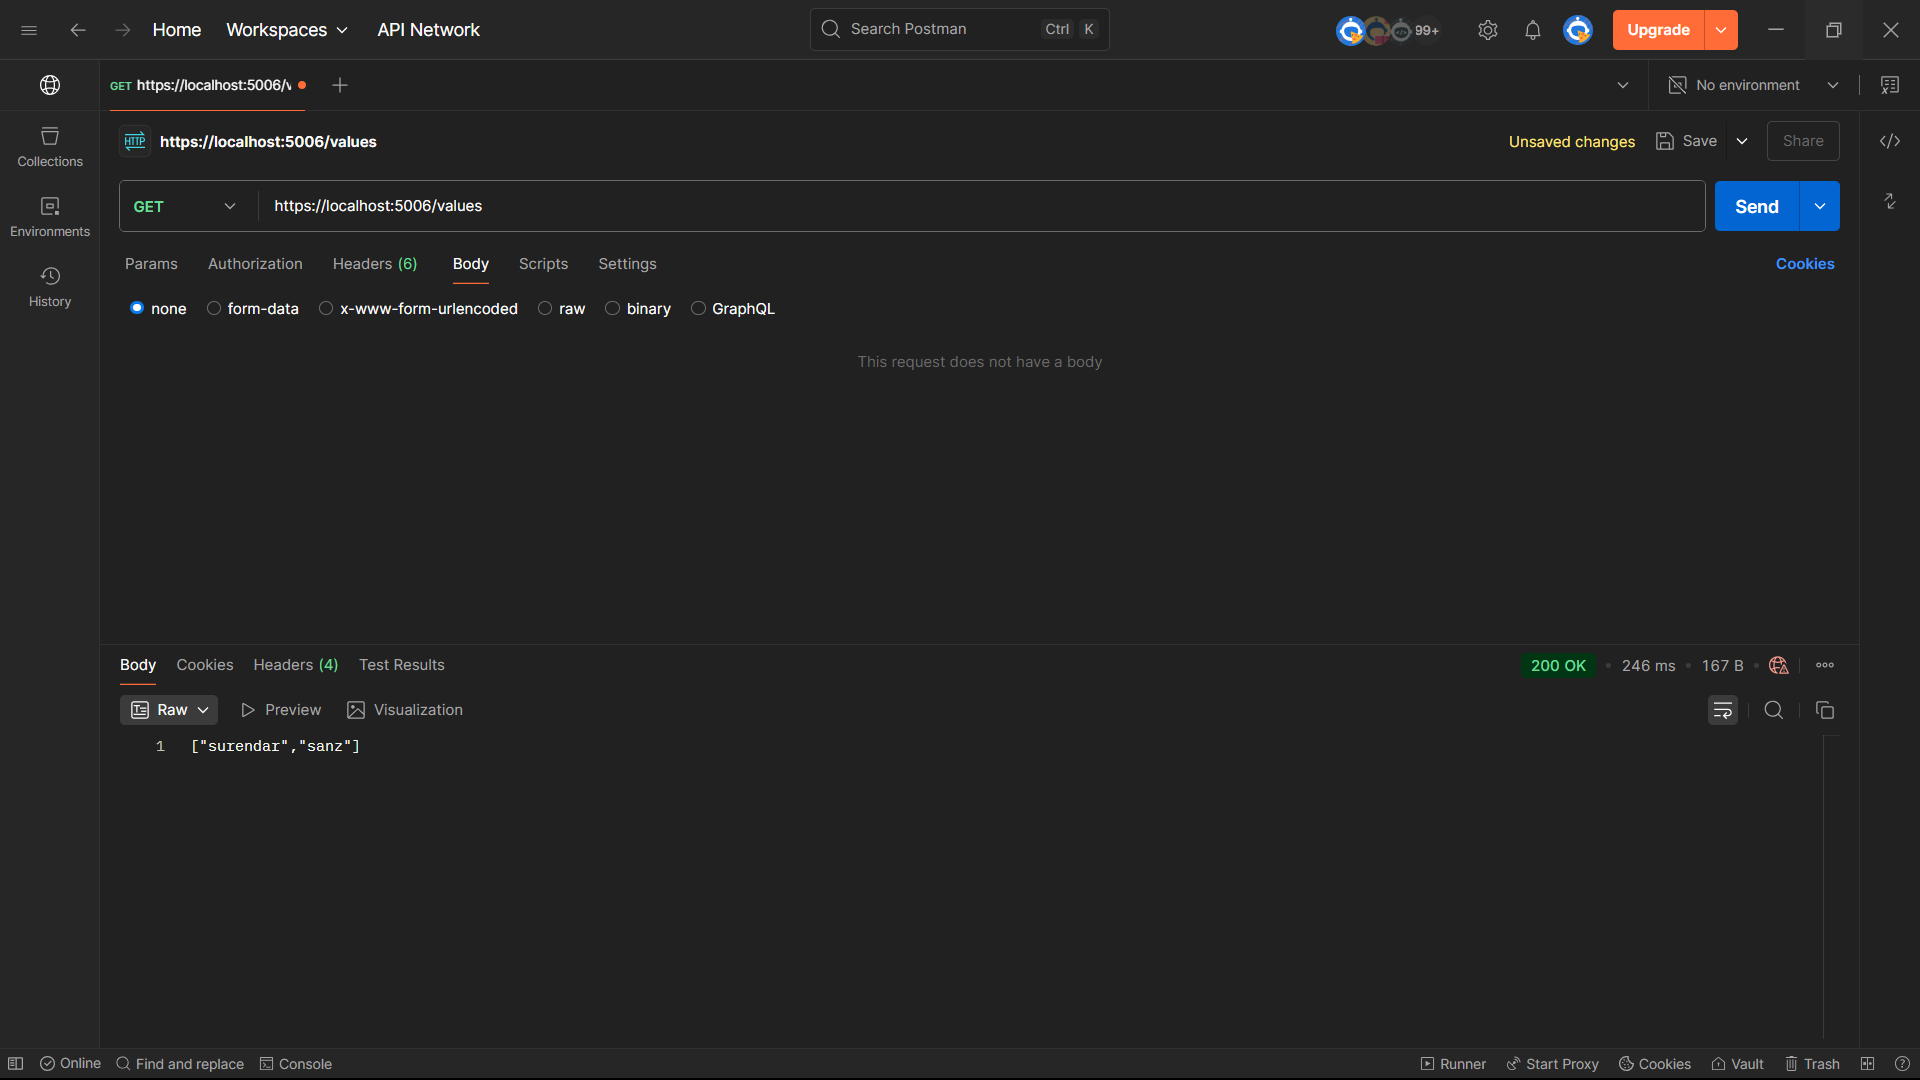 Home Workspaces API Network Search Postman Ctrl K 99+ Upgrade
GET https://localhost:5006/v No environment
HTTP https://localhost:5006/values Unsaved changes Save Share
Collections
GET https://localhost:5006/values Send
Environments
Params Authorization Headers (6) Body Scripts Settings Cookies
History
none form-data x-www-form-urlencoded raw binary GraphQL
This request does not have a body
Body Cookies Headers (4) Test Results 200 OK • 246 ms • 167 B •
Raw Preview Visualization
1 ["surendar","sanz"]
Online Find and replace Console Runner Start Proxy Cookies Vault Trash